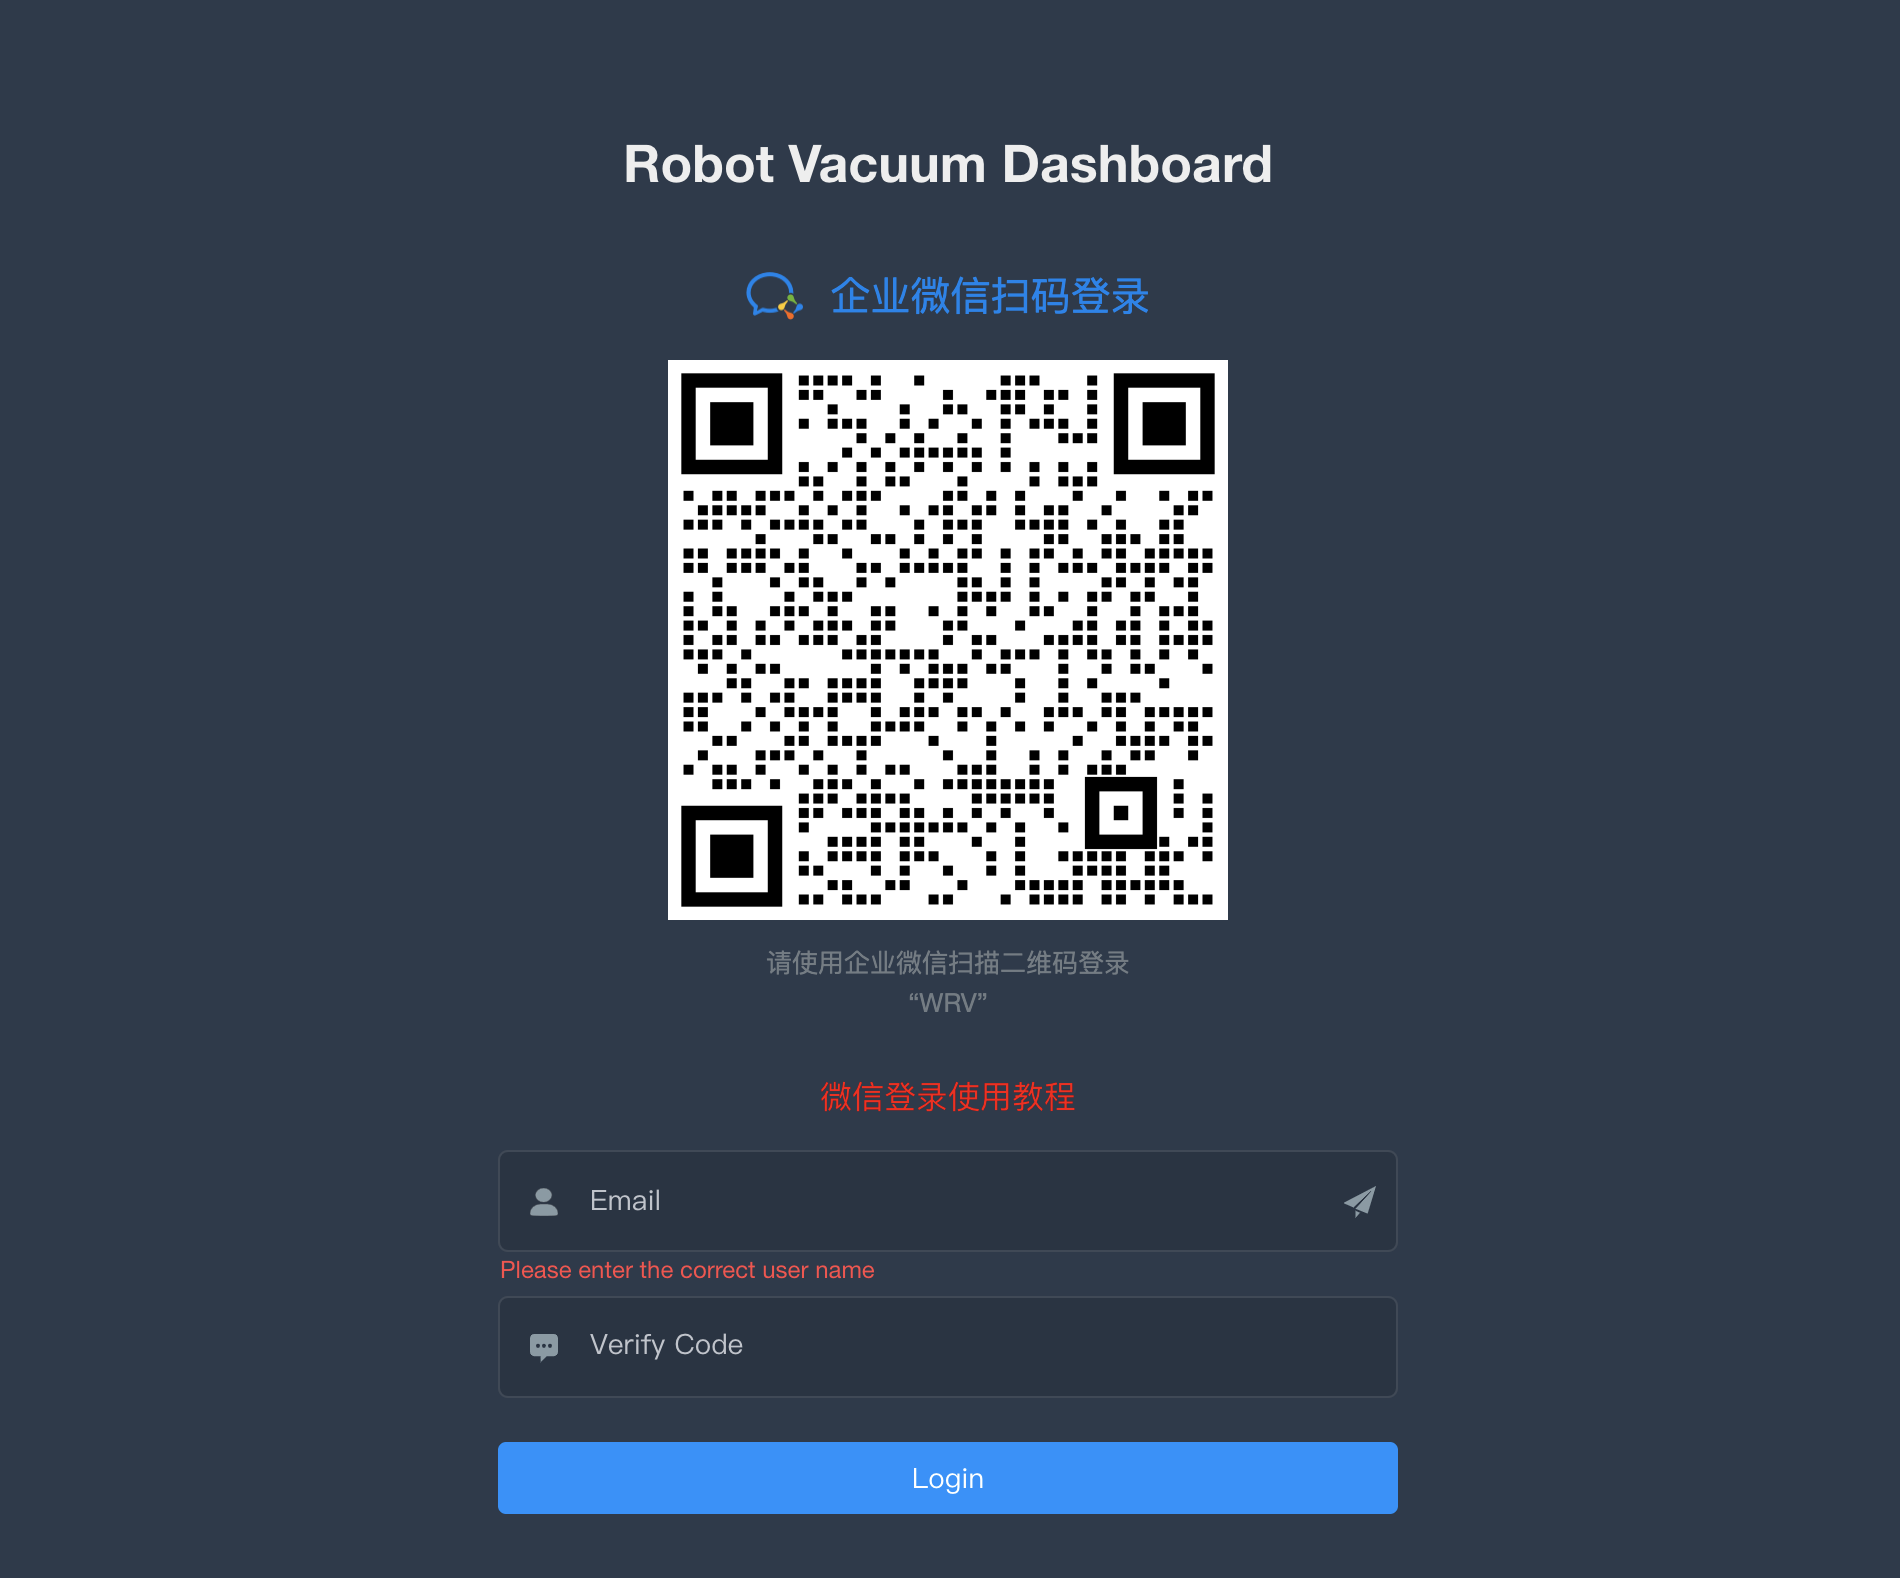 Robot Vacuum Dashboard
企业微信扫码登录
请使用企业微信扫描二维码登录
“WRV”
微信登录使用教程
Email
Please enter the correct user name
Verify Code
Login